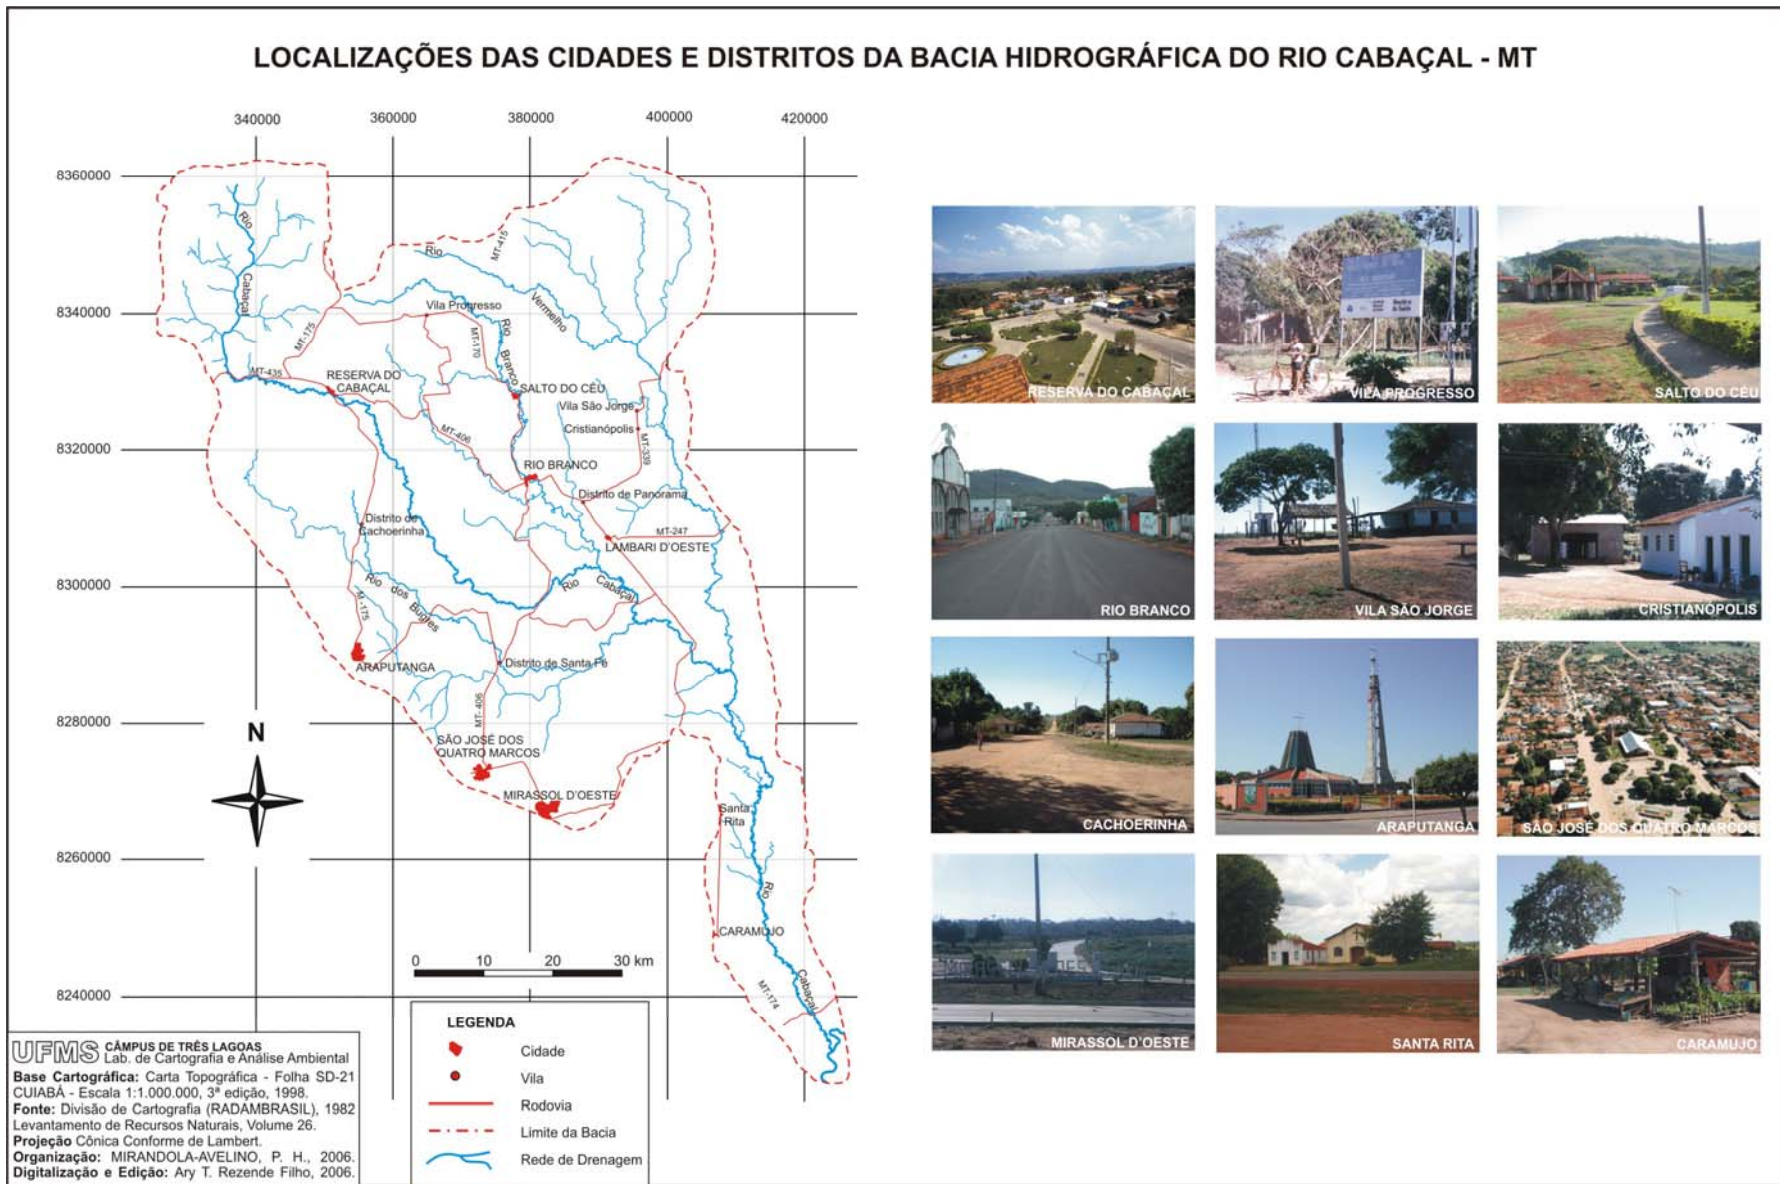 LOCALIZAÇÕES DAS CIDADES E DISTRITOS DA BACIA HIDROGRÁFICA DO RIO CABAÇAL - MT
340000 360000 380000 400000 420000
8360000
8340000
8320000
8300000
8280000
8260000
8240000
Rio
Cabaçal
MT-415
Rio
Vermelho
Vila Progresso
MT-175
MT-170
Rio
Branco
MT-435
RESERVA DO
CABAÇAL
SALTO DO CÉU
Vila São Jorge
Cristianópolis
MT-406
MT-339
RIO BRANCO
Distrito de Panorama
Distrito de
Cachoerinha
MT-247
LAMBARI D'OESTE
Rio dos Bugres
Rio Cabaçal
M -175
ARAPUTANGA
Distrito de Santa Fé
MT- 406
SÃO JOSÉ DOS
QUATRO MARCOS
MIRASSOL D'OESTE
Santa
Rita
Rio
CARAMUJO
Cabaçal
MT-174
N
0 10 20 30 km
LEGENDA
Cidade
Vila
Rodovia
Limite da Bacia
Rede de Drenagem
UFMS CÂMPUS DE TRÊS LAGOAS
Lab. de Cartografia e Análise Ambiental
Base Cartográfica: Carta Topográfica - Folha SD-21
CUIABÁ - Escala 1:1.000.000, 3ª edição, 1998.
Fonte: Divisão de Cartografia (RADAMBRASIL), 1982
Levantamento de Recursos Naturais, Volume 26.
Projeção Cônica Conforme de Lambert.
Organização: MIRANDOLA-AVELINO, P. H., 2006.
Digitalização e Edição: Ary T. Rezende Filho, 2006.
RESERVA DO CABAÇAL
VILA PROGRESSO
SALTO DO CÉU
RIO BRANCO
VILA SÃO JORGE
CRISTIANÓPOLIS
CACHOERINHA
ARAPUTANGA
SÃO JOSÉ DOS QUATRO MARCOS
MIRASSOL D'OESTE
SANTA RITA
CARAMUJO